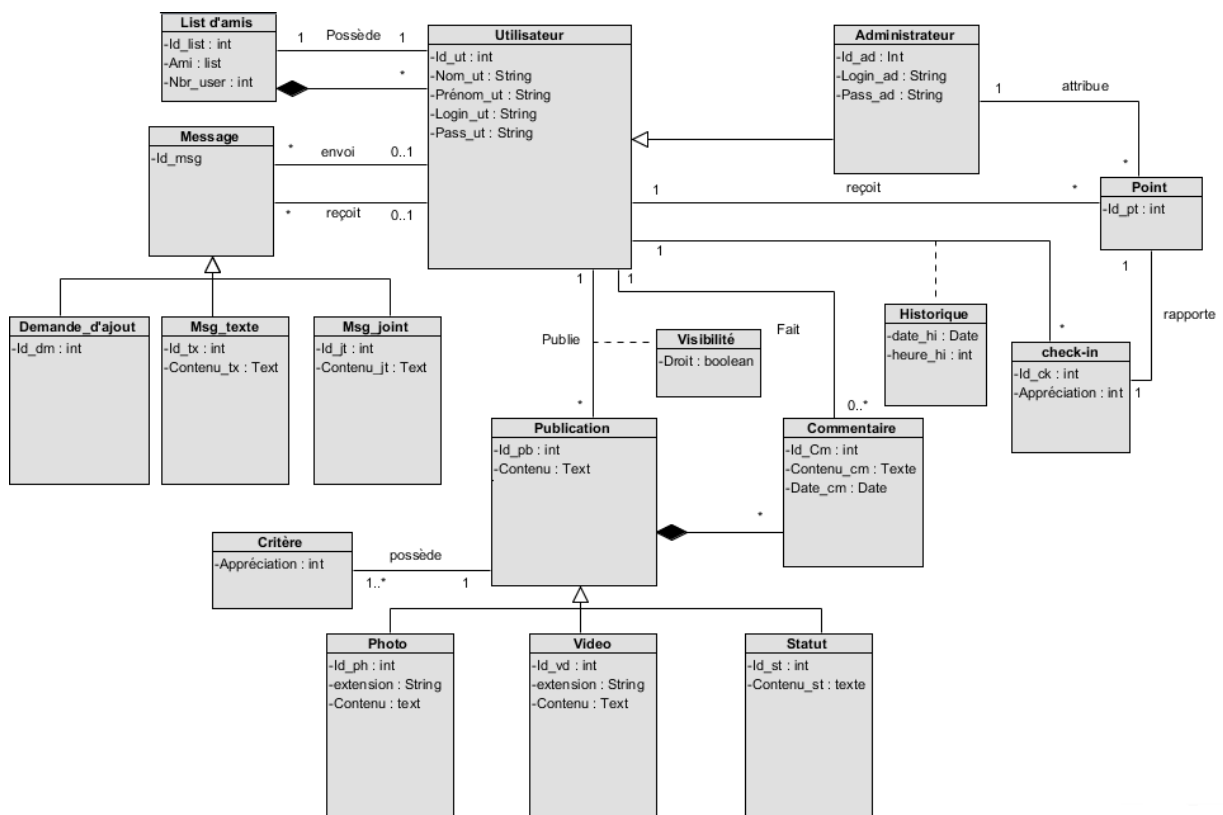 List d'amis
-Id_list : int
-Ami : list
-Nbr_user : int
1
Possède
1
*
Utilisateur
-Id_ut : int
-Nom_ut : String
-Prénom_ut : String
-Login_ut : String
-Pass_ut : String
Administrateur
-Id_ad : Int
-Login_ad : String
-Pass_ad : String
1
attribue
*
Message
-Id_msg
*
envoi
0..1
*
reçoit
0..1
1
reçoit
*
Point
-Id_pt : int
1
rapporte
1
Demande_d'ajout
-Id_dm : int
Msg_texte
-Id_tx : int
-Contenu_tx : Text
Msg_joint
-Id_jt : int
-Contenu_jt : Text
1
Publie
*
Visibilité
-Droit : boolean
1
Fait
0..*
1
*
Historique
-date_hi : Date
-heure_hi : int
check-in
-Id_ck : int
-Appréciation : int
Publication
-Id_pb : int
-Contenu : Text
*
Commentaire
-Id_Cm : int
-Contenu_cm : Texte
-Date_cm : Date
Critère
-Appréciation : int
possède
1..*
1
Photo
-Id_ph : int
-extension : String
-Contenu : text
Video
-Id_vd : int
-extension : String
-Contenu : Text
Statut
-Id_st : int
-Contenu_st : texte